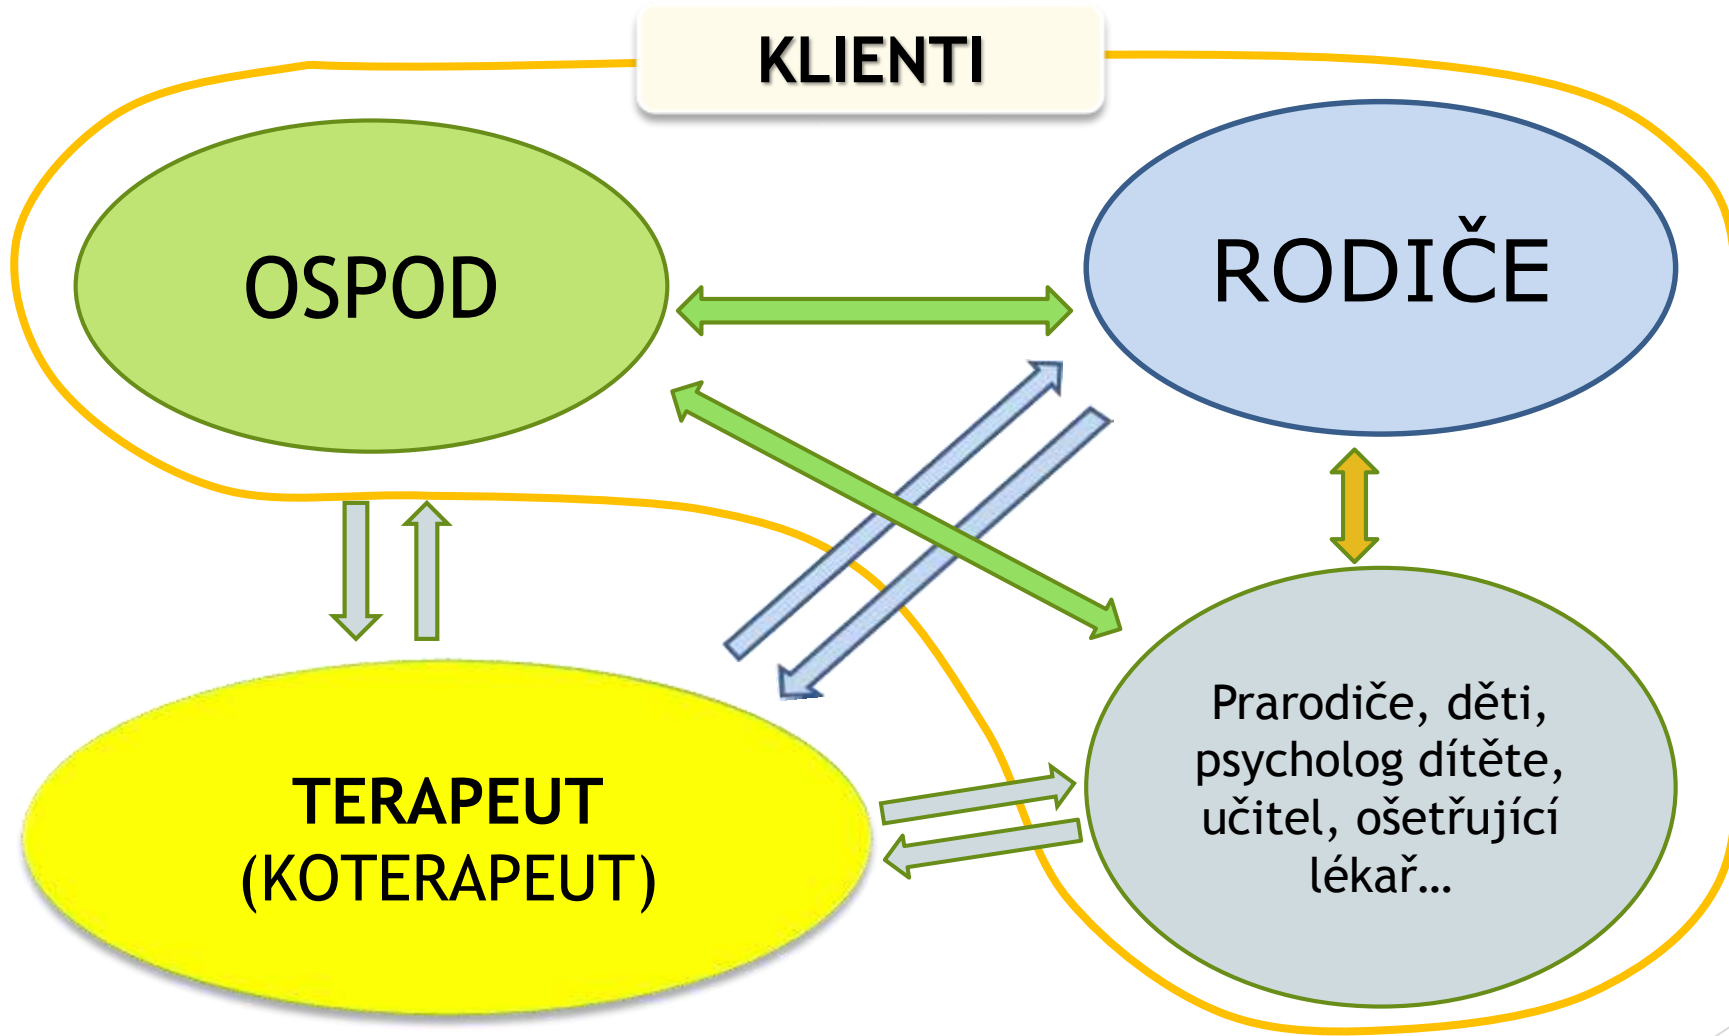 KLIENTI
OSPOD
RODIČE
TERAPEUT
(KOTERAPEUT)
Prarodiče, děti,
psycholog dítěte,
učitel, ošetřující
lékař…